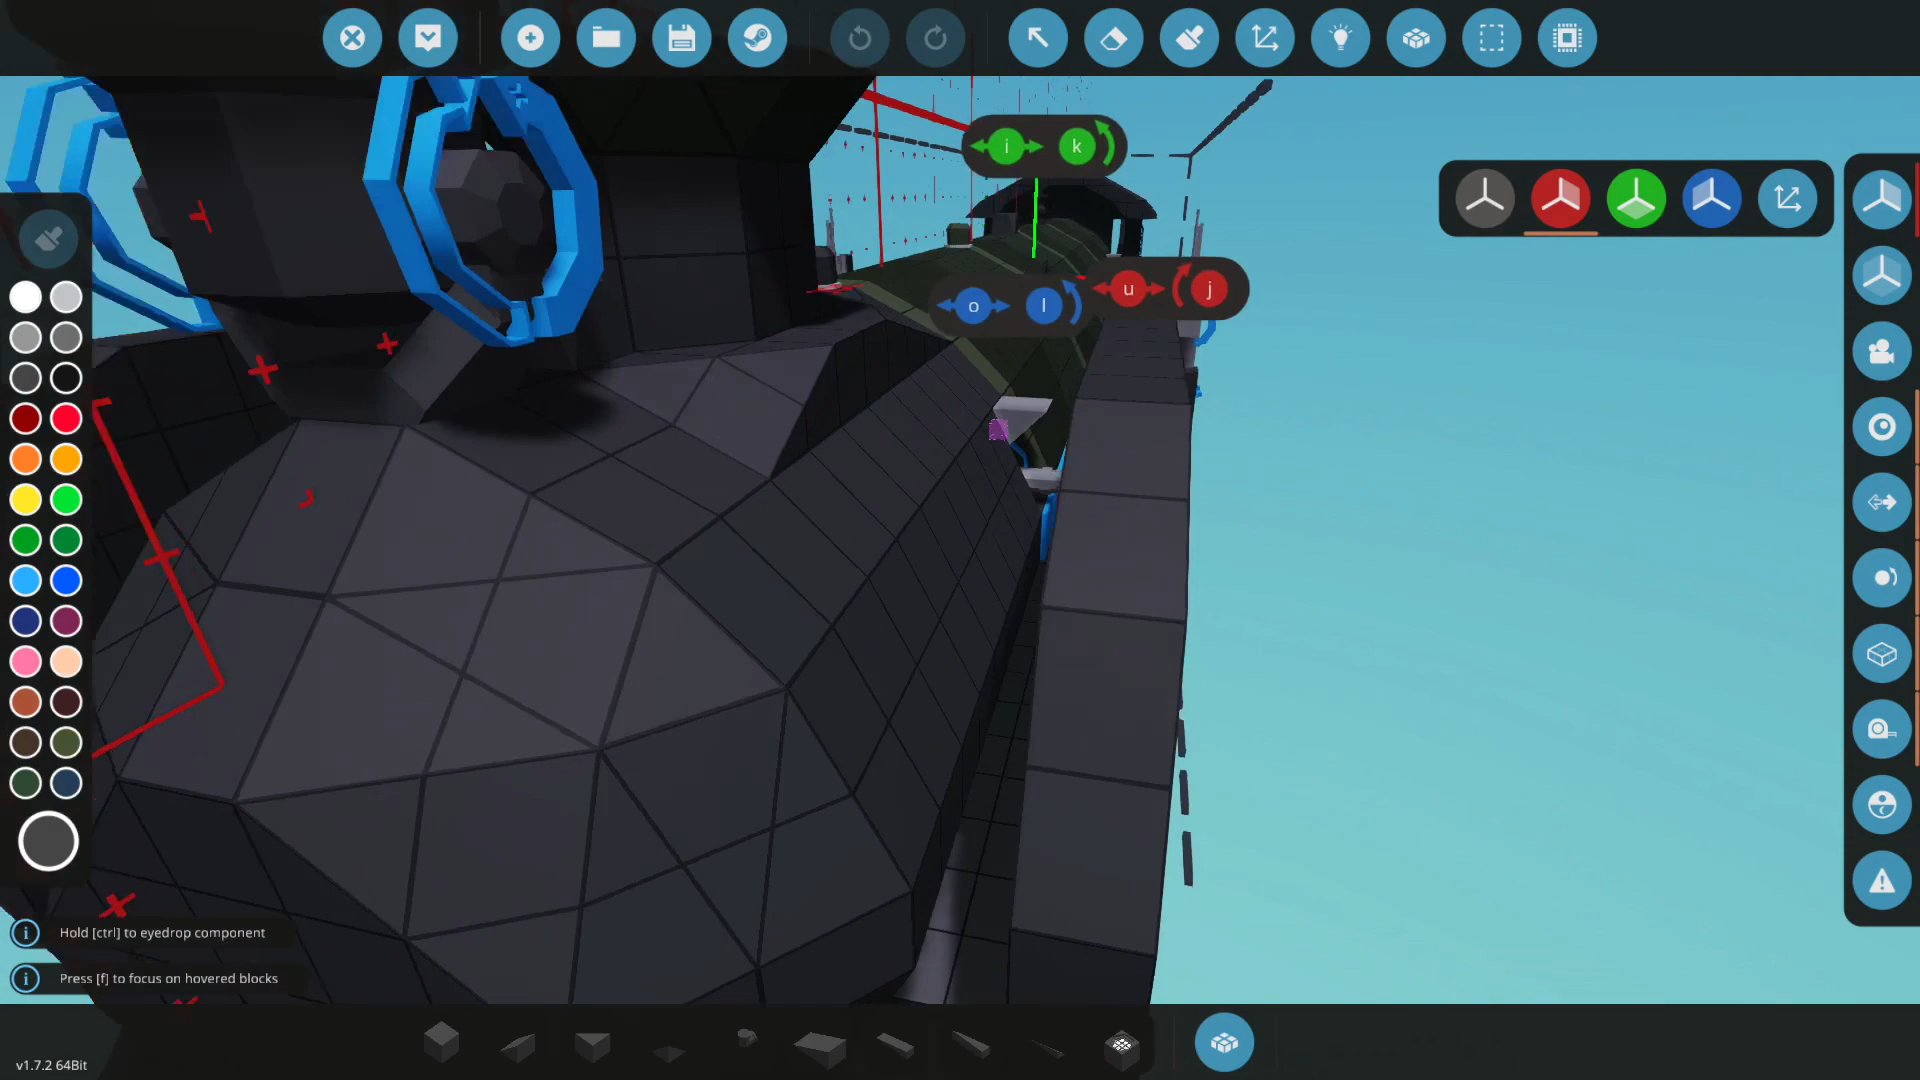 i k
o l u j
Hold [ctrl] to eyedrop component
Press [f] to focus on hovered blocks
v1.7.2 64Bit